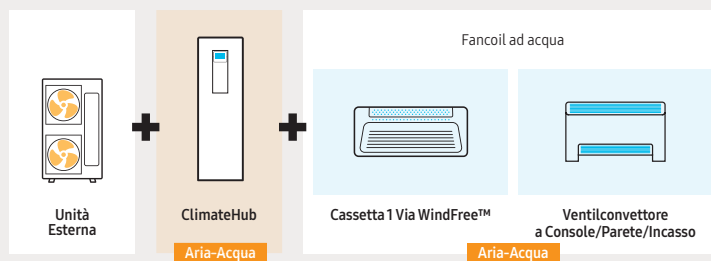 Fancoil ad acqua
Unità
Esterna
ClimateHub
Cassetta 1 Via WindFree™
Ventilconvettore
a Console/Parete/Incasso
Aria-Acqua
Aria-Acqua